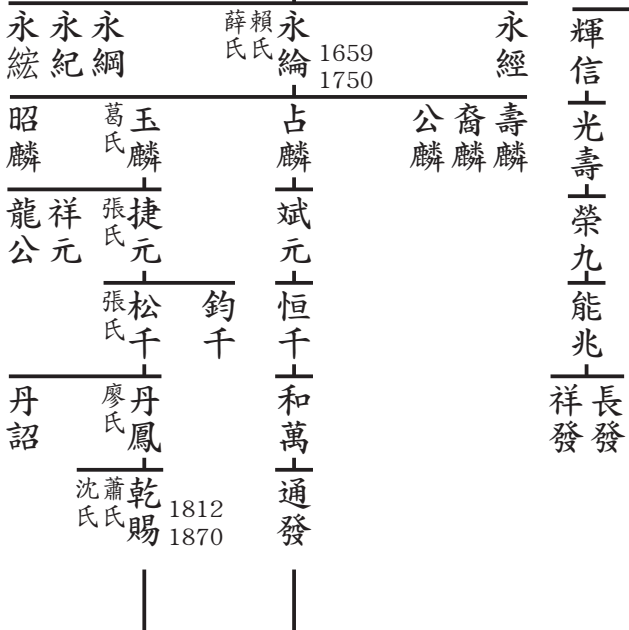 輝信
光壽
榮九
能兆
長發
祥發
永經
永綸
賴氏
薛氏
1659
1750
永綱
永紀
永綋
壽麟
裔麟
公麟
占麟
玉麟
葛氏
昭麟
斌元
捷元
張氏
祥元
龍公
恒千
鈞千
松千
張氏
和萬
丹鳳
廖氏
丹詔
通發
乾賜
蕭氏
沈氏
1812
1870